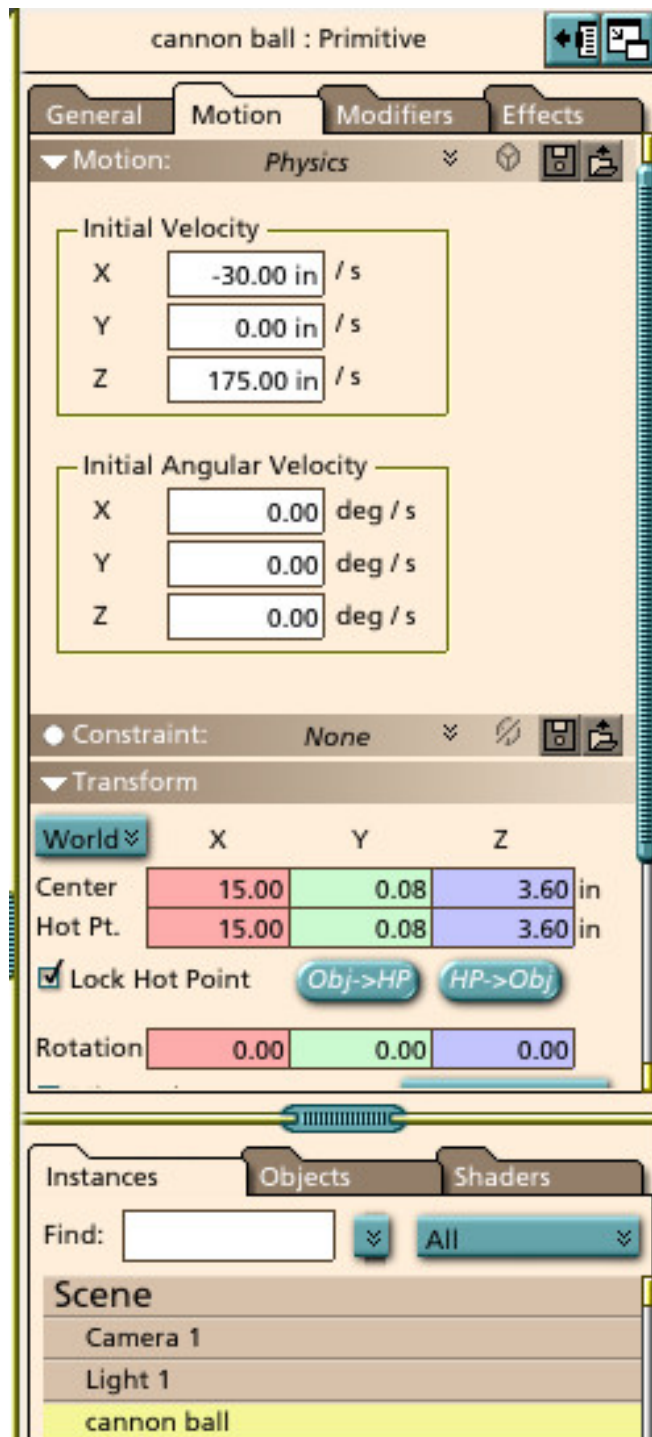 cannon ball : Primitive
General Motion Modifiers Effects
Motion: Physics
Initial Velocity
X -30.00 in / s
Y 0.00 in / s
Z 175.00 in / s
Initial Angular Velocity
X 0.00 deg / s
Y 0.00 deg / s
Z 0.00 deg / s
Constraint: None
Transform
World X Y Z
Center 15.00 0.08 3.60 in
Hot Pt. 15.00 0.08 3.60 in
Lock Hot Point Obj->HP HP->Obj
Rotation 0.00 0.00 0.00
Instances Objects Shaders
Find: All
Scene
Camera 1
Light 1
cannon ball